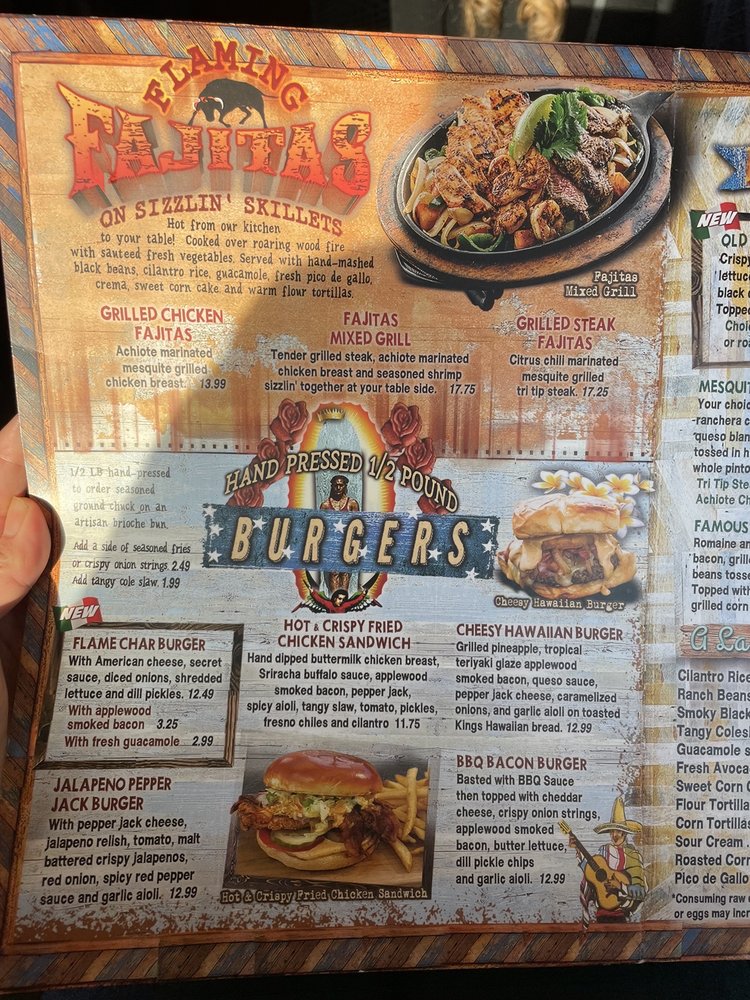 FLAMING
FAJITAS
ON SIZZLIN' SKILLETS
Hot from our kitchen
to your table! Cooked over roaring wood fire
with sauteed fresh vegetables. Served with hand-mashed
black beans, cilantro rice, guacamole, fresh pico de gallo,
crema, sweet corn cake and warm flour tortillas.
Fajitas
Mixed Grill
GRILLED CHICKEN
FAJITAS
Achiote marinated
mesquite grilled
chicken breast. 13.99
FAJITAS
MIXED GRILL
Tender grilled steak, achiote marinated
chicken breast and seasoned shrimp
sizzlin' together at your table side. 17.75
GRILLED STEAK
FAJITAS
Citrus chili marinated
mesquite grilled
tri tip steak. 17.25
1/2 LB hand-pressed
to order seasoned
ground chuck on an
artisan brioche bun.
Add a side of seasoned fries
or crispy onion strings 2.49
Add tangy cole slaw 1.99
HAND PRESSED 1/2 POUND
BURGERS
Cheesy Hawaiian Burger
NEW
FLAME CHAR BURGER
With American cheese, secret
sauce, diced onions, shredded
lettuce and dill pickles. 12.49
With applewood
smoked bacon 3.25
With fresh guacamole 2.99
HOT & CRISPY FRIED
CHICKEN SANDWICH
Hand dipped buttermilk chicken breast,
Sriracha buffalo sauce, applewood
smoked bacon, pepper jack,
spicy aioli, tangy slaw, tomato, pickles,
fresno chiles and cilantro 11.75
CHEESY HAWAIIAN BURGER
Grilled pineapple, tropical
teriyaki glaze applewood
smoked bacon, queso sauce,
pepper jack cheese, caramelized
onions, and garlic aioli on toasted
Kings Hawaiian bread. 12.99
JALAPENO PEPPER
JACK BURGER
With pepper jack cheese,
jalapeno relish, tomato, malt
battered crispy jalapenos,
red onion, spicy red pepper
sauce and garlic aioli. 12.99
Hot & Crispy Fried Chicken Sandwich
BBQ BACON BURGER
Basted with BBQ Sauce
then topped with cheddar
cheese, crispy onion strings,
applewood smoked
bacon, butter lettuce,
dill pickle chips
and garlic aioli. 12.99
NEW
OLD
Crispy
lettuc
black
Topped
Choi
or ro
MESQUI
Your choic
ranchera c
queso blan
tossed in h
whole pinto
Tri Tip Ste
Achiote Ch
FAMOUS
Romaine an
bacon, grill
beans toss
Topped with
grilled corn
a La
Cilantro Rice
Ranch Beans
Smoky Black
Tangy Colesl
Guacamole s
Fresh Avoca
Sweet Corn C
Flour Tortilla
Corn Tortillas
Sour Cream .
Roasted Corn
Pico de Gallo
*Consuming raw o
or eggs may incr